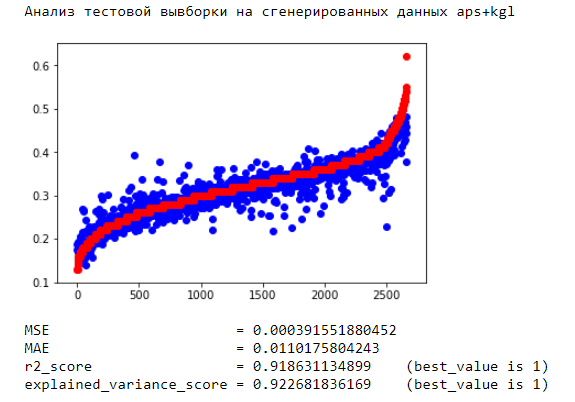 Анализ тестовой вывборки на сгенерированных данных aps+kgl
0.6
0.5
0.4
0.3
0.2
0.1
0 500 1000 1500 2000 2500
MSE = 0.000391551880452
MAE = 0.0110175804243
r2_score = 0.918631134899 (best_value is 1)
explained_variance_score = 0.922681836169 (best_value is 1)